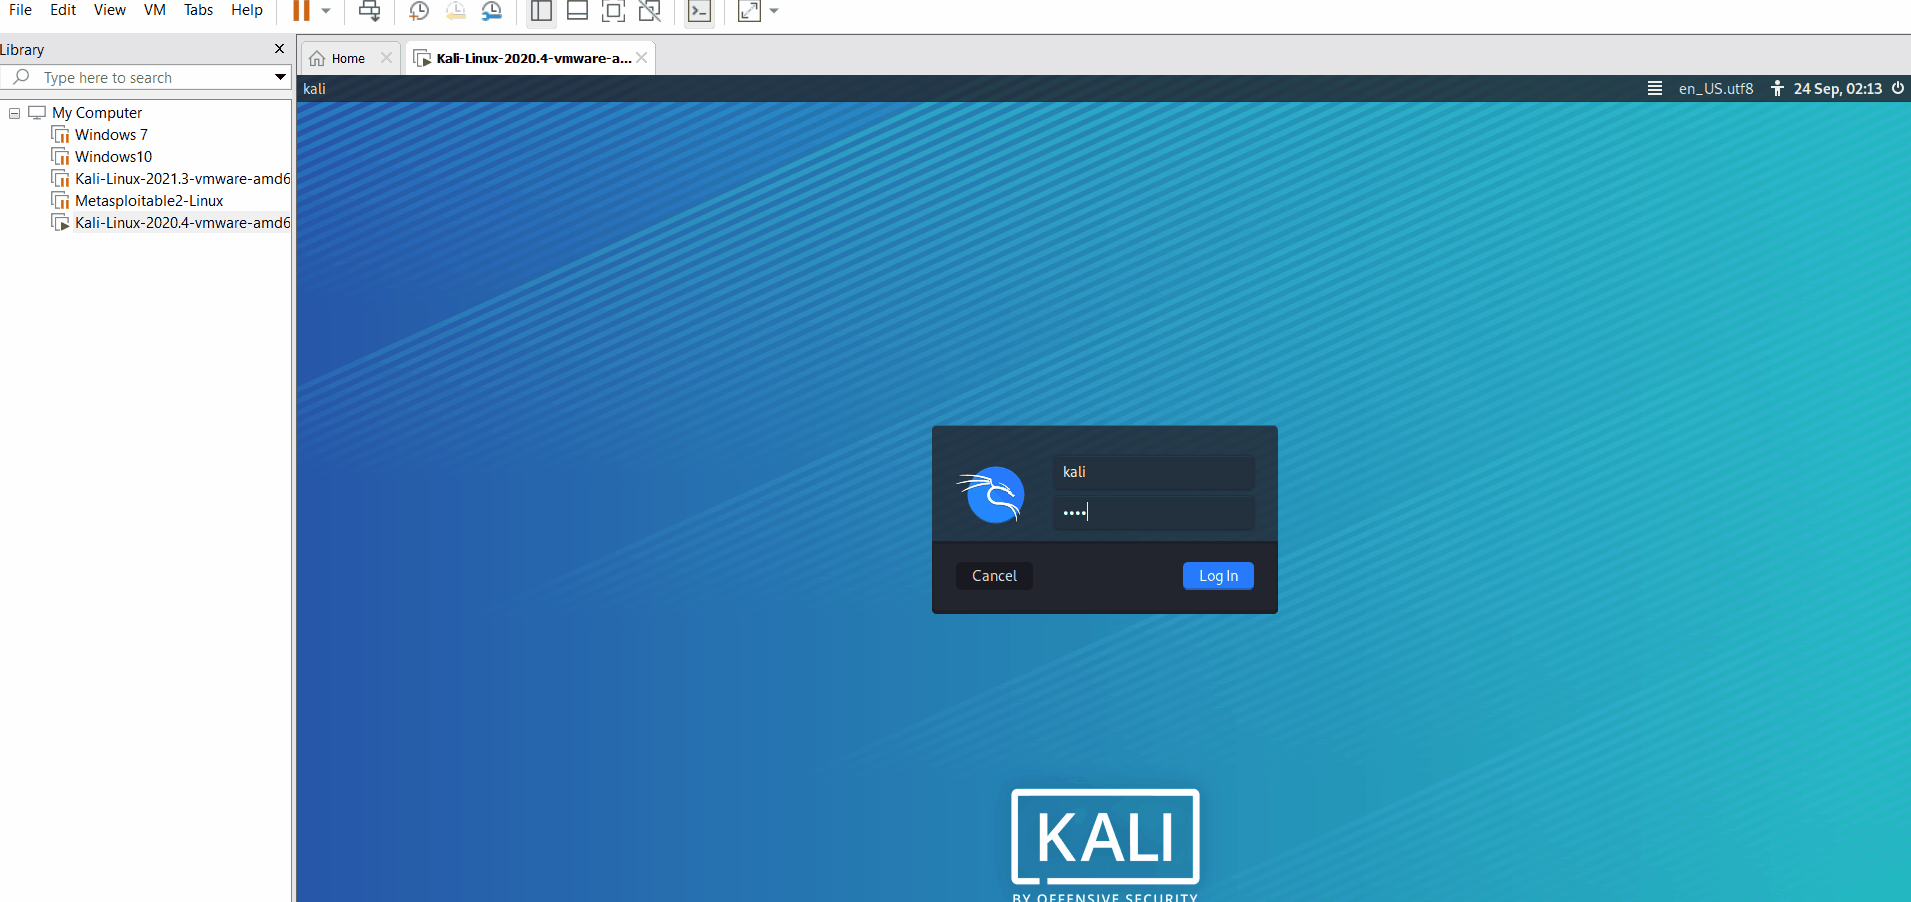 File Edit View VM Tabs Help
Library
Type here to search
My Computer
Windows 7
Windows10
Kali-Linux-2021.3-vmware-amd6
Metasploitable2-Linux
Kali-Linux-2020.4-vmware-amd6
Home
Kali-Linux-2020.4-vmware-a...
kali
en_US.utf8
24 Sep, 02:13
kali
••••
Cancel
Log In
KALI
BY OFFENSIVE SECURITY